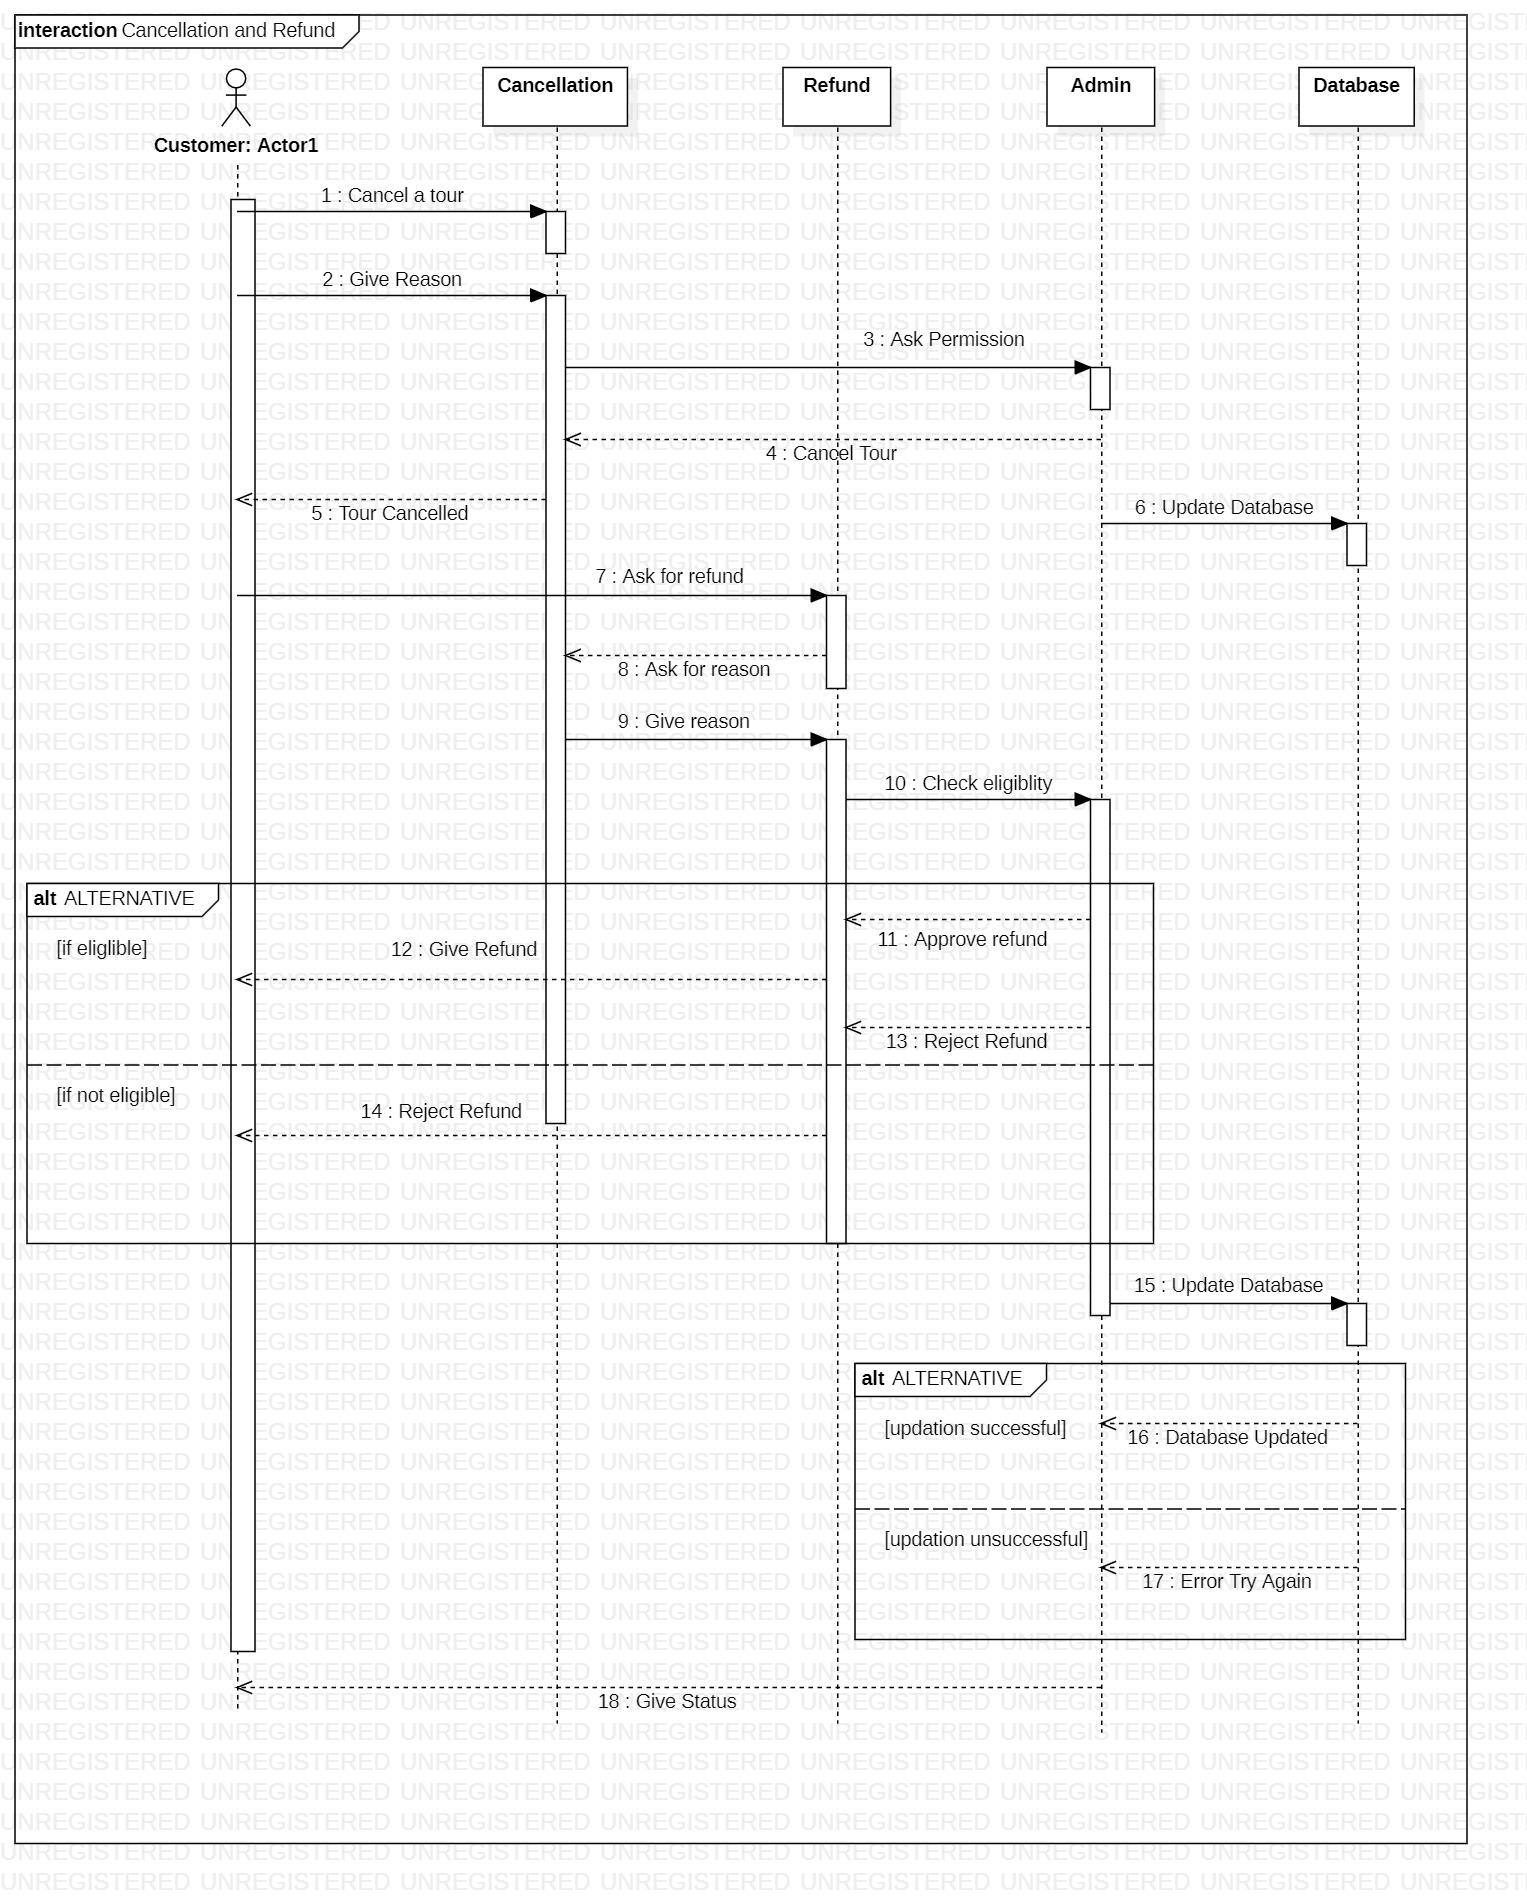 interaction Cancellation and Refund
Customer: Actor1
Cancellation
Refund
Admin
Database
1 : Cancel a tour
2 : Give Reason
3 : Ask Permission
4 : Cancel Tour
5 : Tour Cancelled
6 : Update Database
7 : Ask for refund
8 : Ask for reason
9 : Give reason
10 : Check eligiblity
alt ALTERNATIVE
[if eliglible]
11 : Approve refund
12 : Give Refund
13 : Reject Refund
[if not eligible]
14 : Reject Refund
15 : Update Database
alt ALTERNATIVE
[updation successful]
16 : Database Updated
[updation unsuccessful]
17 : Error Try Again
18 : Give Status
UNREGISTERED